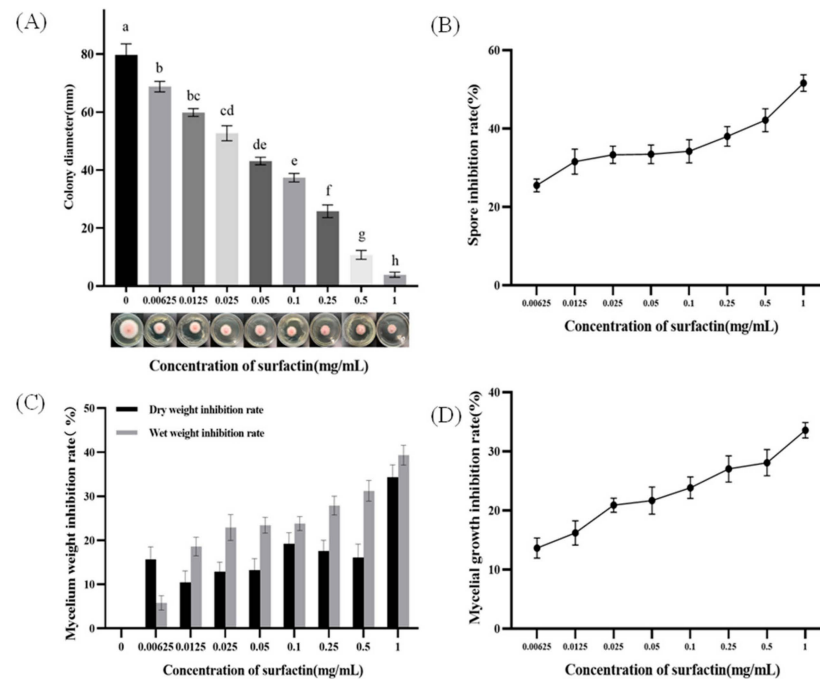 (A)
Colony diameter(mm)
100
80
60
40
20
0
a
b
bc
cd
de
e
f
g
h
0 0.00625 0.0125 0.025 0.05 0.1 0.25 0.5 1
Concentration of surfactin(mg/mL)
(B)
Spore inhibition rate(%)
60
40
20
0
0.00625 0.0125 0.025 0.05 0.1 0.25 0.5 1
Concentration of surfactin(mg/mL)
(C)
Mycelium weight inhibition rate( %)
50
40
30
20
10
0
Dry weight inhibition rate
Wet weight inhibition rate
0 0.00625 0.0125 0.025 0.05 0.1 0.25 0.5 1
Concentration of surfactin(mg/mL)
(D)
Mycelial growth inhibition rate(%)
40
30
20
10
0
0.00625 0.0125 0.025 0.05 0.1 0.25 0.5 1
Concentration of surfactin(mg/mL)